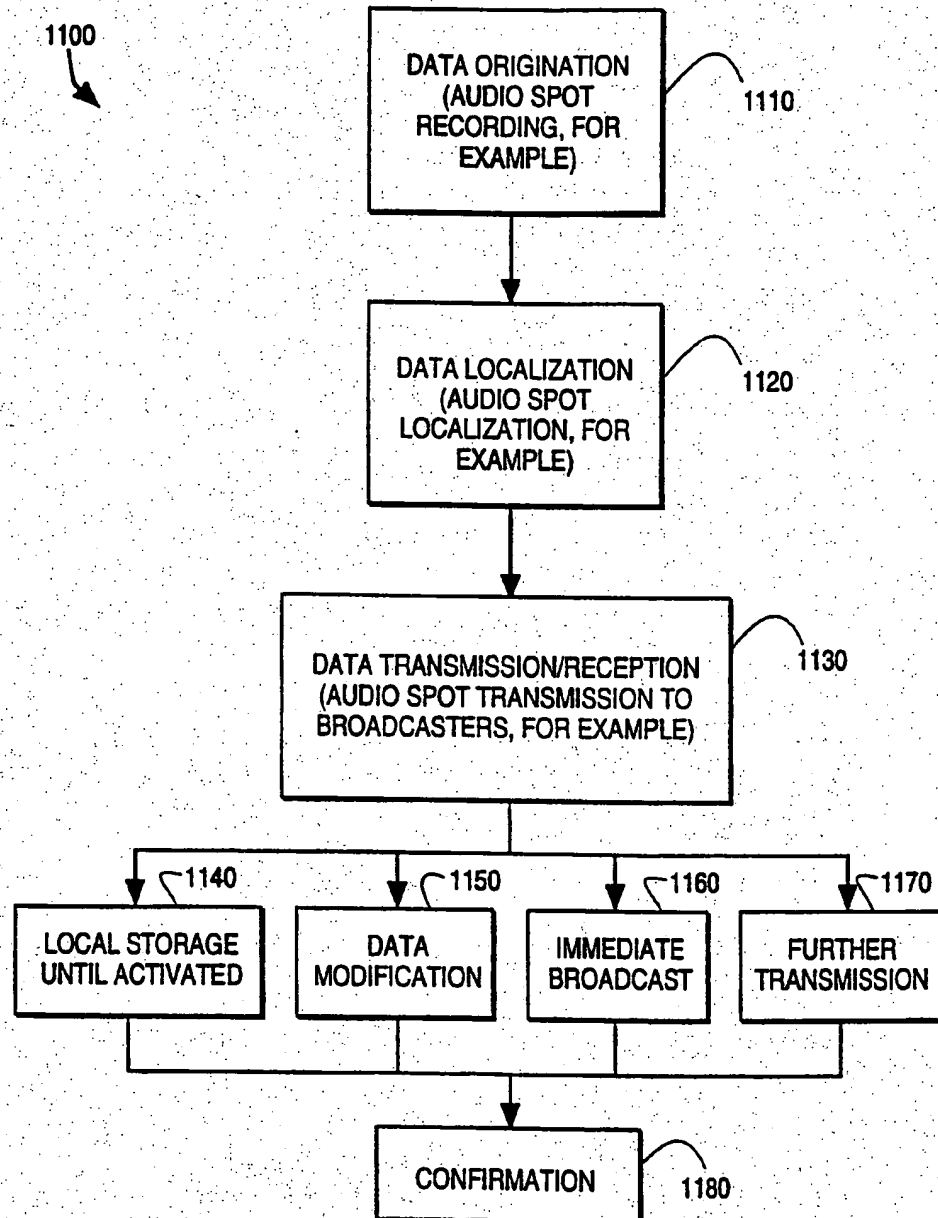 1100
DATA ORIGINATION
(AUDIO SPOT
RECORDING, FOR
EXAMPLE)
1110
DATA LOCALIZATION
(AUDIO SPOT
LOCALIZATION, FOR
EXAMPLE)
1120
DATA TRANSMISSION/RECEPTION
(AUDIO SPOT TRANSMISSION TO
BROADCASTERS, FOR EXAMPLE)
1130
1140
LOCAL STORAGE
UNTIL ACTIVATED
1150
DATA
MODIFICATION
1160
IMMEDIATE
BROADCAST
1170
FURTHER
TRANSMISSION
CONFIRMATION
1180